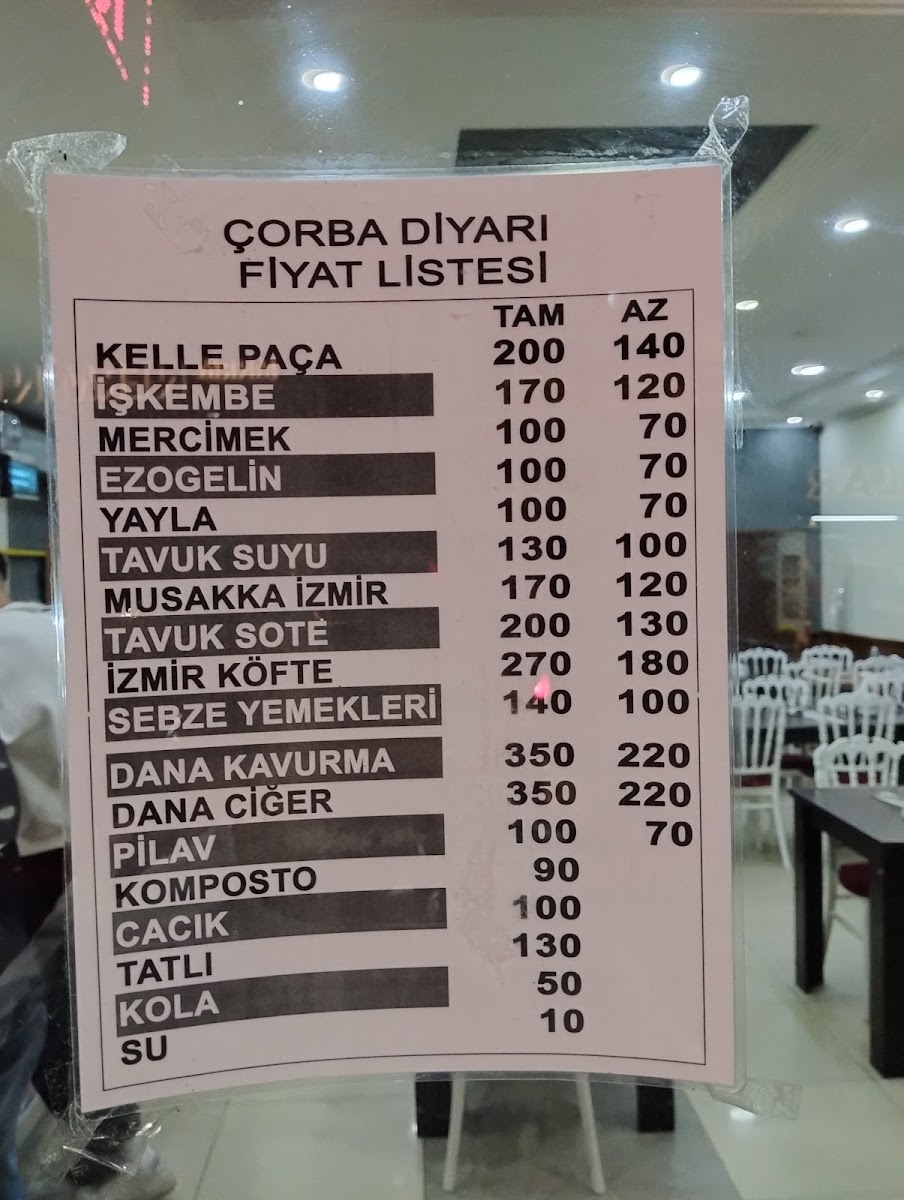 ÇORBA DİYARI
FİYAT LİSTESİ
TAM AZ
KELLE PAÇA 200 140
İŞKEMBE 170 120
MERCİMEK 100 70
EZOGELİN 100 70
YAYLA 100 70
TAVUK SUYU 130 100
MUSAKKA İZMİR 170 120
TAVUK SOTE 200 130
İZMİR KÖFTE 270 180
SEBZE YEMEKLERİ 140 100
DANA KAVURMA 350 220
DANA CİĞER 350 220
PİLAV 100 70
KOMPOSTO 90
CACIK 100
TATLI 130
KOLA 50
SU 10